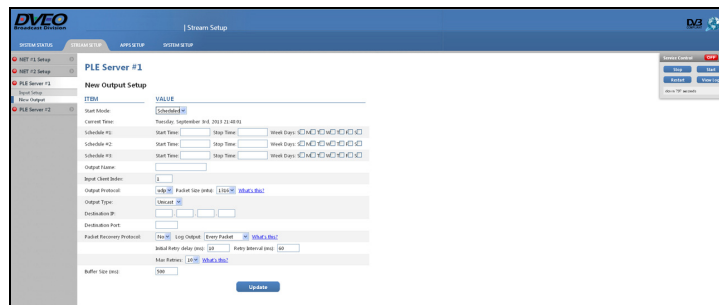 DVEO
Broadcast Division
| Stream Setup
DVB
SYSTEM STATUS STREAM SETUP APPS SETUP SYSTEM SETUP
NET #1 Setup
NET #2 Setup
PLE Server #1
Input Setup
New Output
PLE Server #2
Service Control OFF
Stop Start
Restart View Log
PLE Server #1
New Output Setup
ITEM VALUE
Start Mode: Scheduled
Current Time: Tuesday, September 3rd, 2013 21:48:01
Schedule #1: Start Time: Stop Time: Week Days: S M T W T F S
Schedule #2: Start Time: Stop Time: Week Days: S M T W T F S
Schedule #3: Start Time: Stop Time: Week Days: S M T W T F S
Output Name:
Input Client Index: 1
Output Protocol: udp Packet Size (mtu): 1316 What's this?
Output Type: Unicast
Destination IP: . . .
Destination Port:
Packet Recovery Protocol: Log Output: Every Packet What's this?
Initial Retry delay (ms): 10 Retry Interval (ms): 60
Max Retries: 10 What's this?
Buffer Size (ms): 500
Update